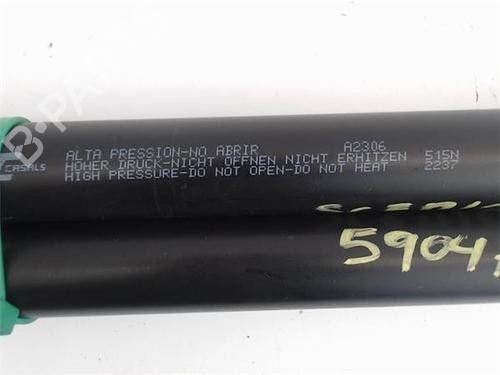 CASALS
ALTA PRESSION-NO ABRIR A2306
HOHER DRUCK-NICHT OFFNEN NICHT ERHITZEN 515N
HIGH PRESSURE-DO NOT OPEN-DO NOT HEAT 2237
5904